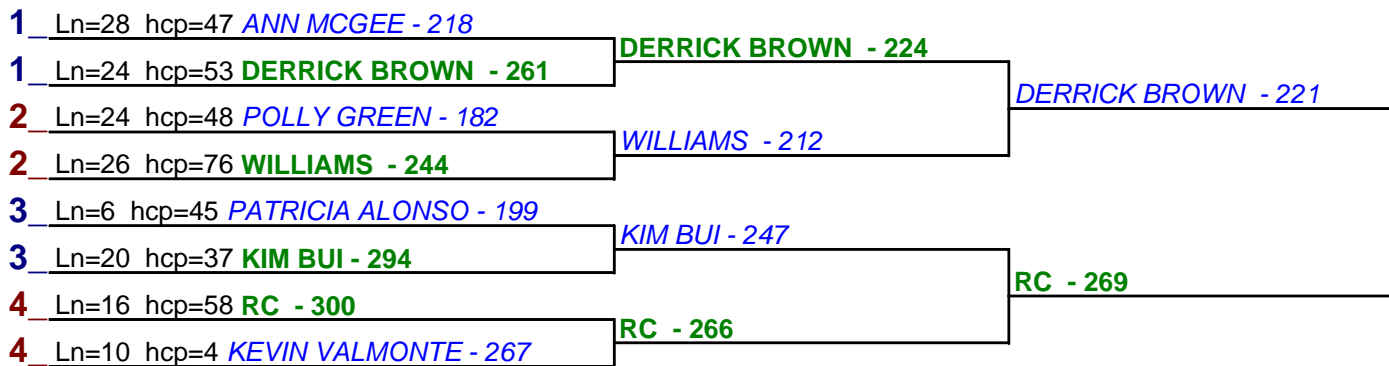 1_ Ln=28 hcp=47 ANN MCGEE - 218
1_ Ln=24 hcp=53 DERRICK BROWN - 261
2_ Ln=24 hcp=48 POLLY GREEN - 182
2_ Ln=26 hcp=76 WILLIAMS - 244
3_ Ln=6 hcp=45 PATRICIA ALONSO - 199
3_ Ln=20 hcp=37 KIM BUI - 294
4_ Ln=16 hcp=58 RC - 300
4_ Ln=10 hcp=4 KEVIN VALMONTE - 267
DERRICK BROWN - 224
WILLIAMS - 212
KIM BUI - 247
RC - 266
DERRICK BROWN - 221
RC - 269